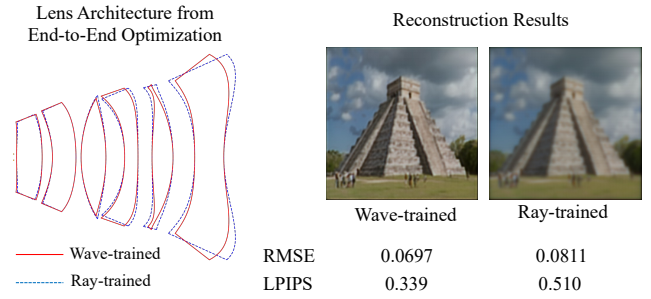 Lens Architecture from
End-to-End Optimization
Wave-trained
Ray-trained
Reconstruction Results
Wave-trained Ray-trained
RMSE 0.0697 0.0811
LPIPS 0.339 0.510